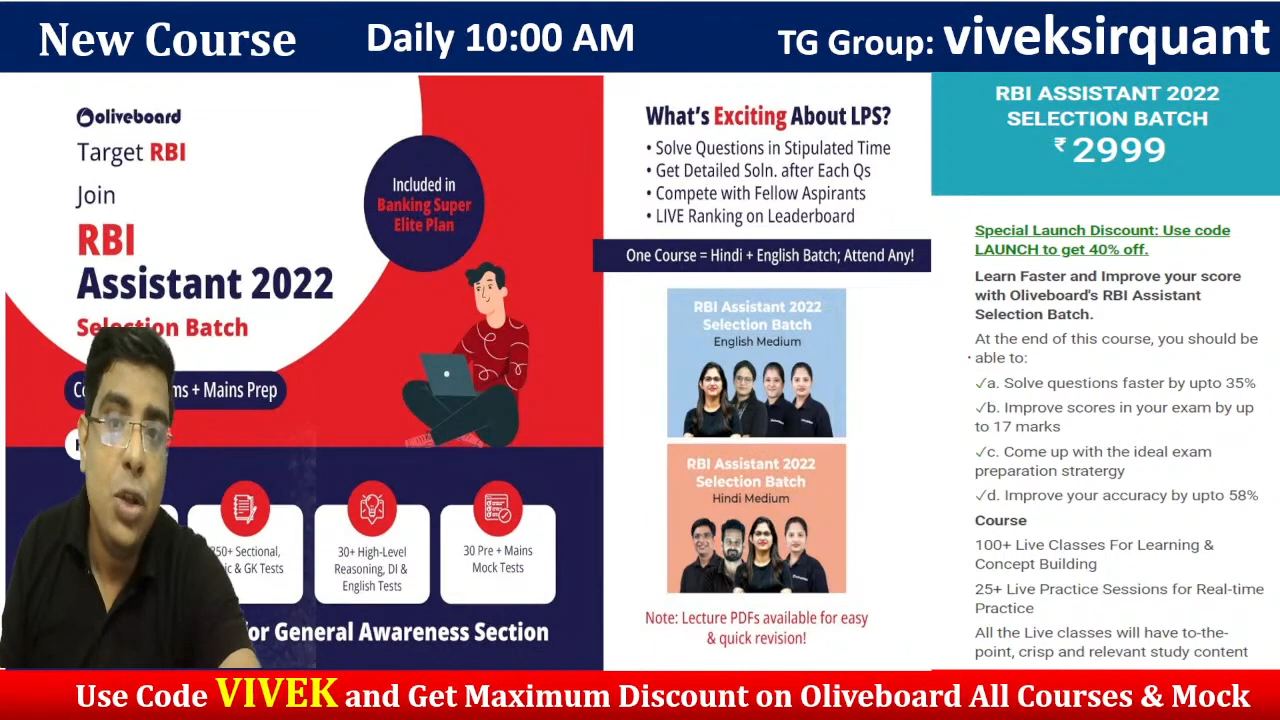 New Course
Daily 10:00 AM
TG Group: viveksirquant
oliveboard
Target RBI
Join
RBI
Assistant 2022
Selection Batch
Included in
Banking Super
Elite Plan
+ Mains Prep
250+ Sectional,
& GK Tests
30+ High-Level
Reasoning, DI &
English Tests
30 Pre + Mains
Mock Tests
for General Awareness Section
What's Exciting About LPS?
• Solve Questions in Stipulated Time
• Get Detailed Soln. after Each Qs
• Compete with Fellow Aspirants
• LIVE Ranking on Leaderboard
One Course = Hindi + English Batch; Attend Any!
RBI Assistant 2022
Selection Batch
English Medium
RBI Assistant 2022
Selection Batch
Hindi Medium
Note: Lecture PDFs available for easy
& quick revision!
RBI ASSISTANT 2022
SELECTION BATCH
₹ 2999
Special Launch Discount: Use code
LAUNCH to get 40% off.
Learn Faster and Improve your score
with Oliveboard's RBI Assistant
Selection Batch.
At the end of this course, you should be
able to:
✓a. Solve questions faster by upto 35%
✓b. Improve scores in your exam by up
to 17 marks
✓c. Come up with the ideal exam
preparation stratergy
✓d. Improve your accuracy by upto 58%
Course
100+ Live Classes For Learning &
Concept Building
25+ Live Practice Sessions for Real-time
Practice
All the Live classes will have to-the-
point, crisp and relevant study content
Use Code VIVEK and Get Maximum Discount on Oliveboard All Courses & Mock